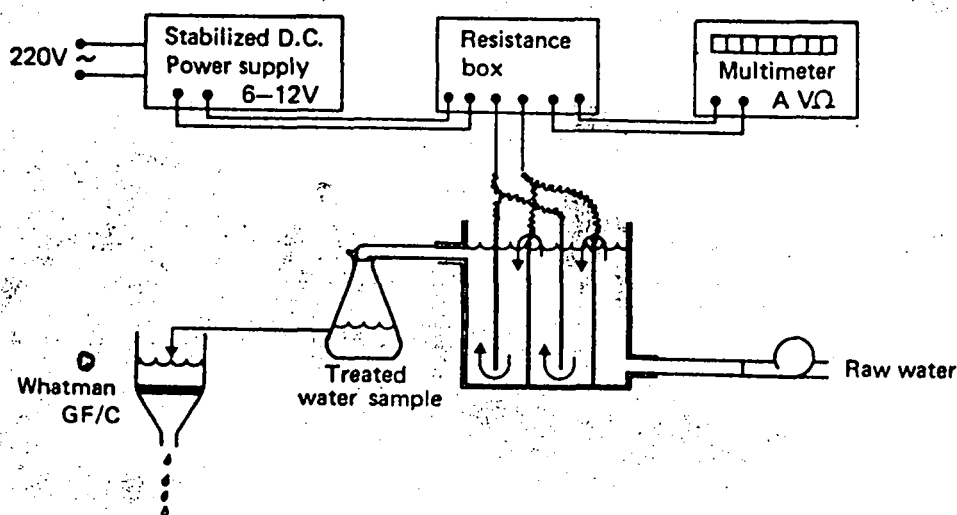 220V ~
Stabilized D.C.
Power supply
6–12V
Resistance
box
Multimeter
A VΩ
Whatman
GF/C
Treated
water sample
Raw water